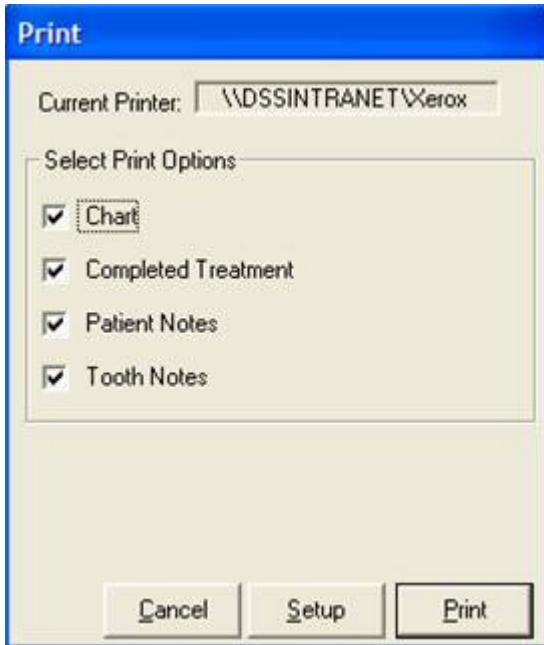 Print
Current Printer: \\DSSINTRANET\Xerox
Select Print Options
Chart
Completed Treatment
Patient Notes
Tooth Notes
Cancel Setup Print